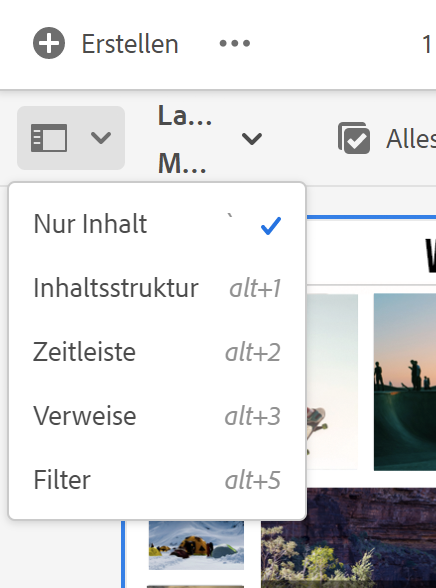 Erstellen
1
La...
M...
Alles
Nur Inhalt `
Inhaltsstruktur alt+1
Zeitleiste alt+2
Verweise alt+3
Filter alt+5